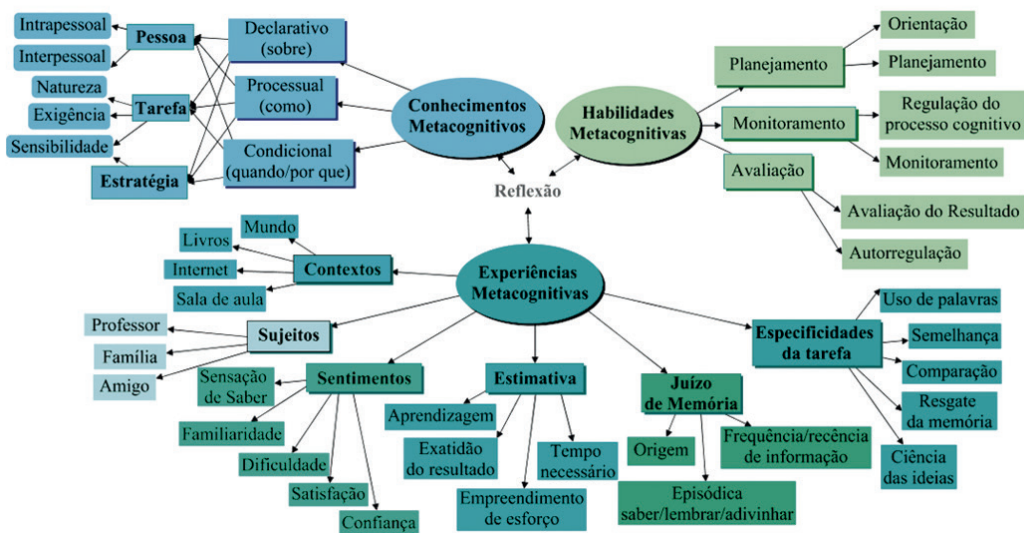 Intrapessoal
Interpessoal
Natureza
Exigência
Sensibilidade
Pessoa
Tarefa
Estratégia
Declarativo
(sobre)
Processual
(como)
Condicional
(quando/por que)
Conhecimentos
Metacognitivos
Habilidades
Metacognitivas
Planejamento
Monitoramento
Avaliação
Orientação
Planejamento
Regulação do
processo cognitivo
Monitoramento
Avaliação do Resultado
Autorregulação
Reflexão
Experiências
Metacognitivas
Mundo
Livros
Internet
Sala de aula
Contextos
Professor
Família
Amigo
Sujeitos
Sentimentos
Sensação
de Saber
Familiaridade
Dificuldade
Satisfação
Confiança
Estimativa
Aprendizagem
Exatidão
do resultado
Empreendimento
de esforço
Tempo
necessário
Juízo
de Memória
Origem
Frequência/recência
de informação
Episódica
saber/lembrar/adivinhar
Especificidades
da tarefa
Uso de palavras
Semelhança
Comparação
Resgate
da memória
Ciência
das ideias